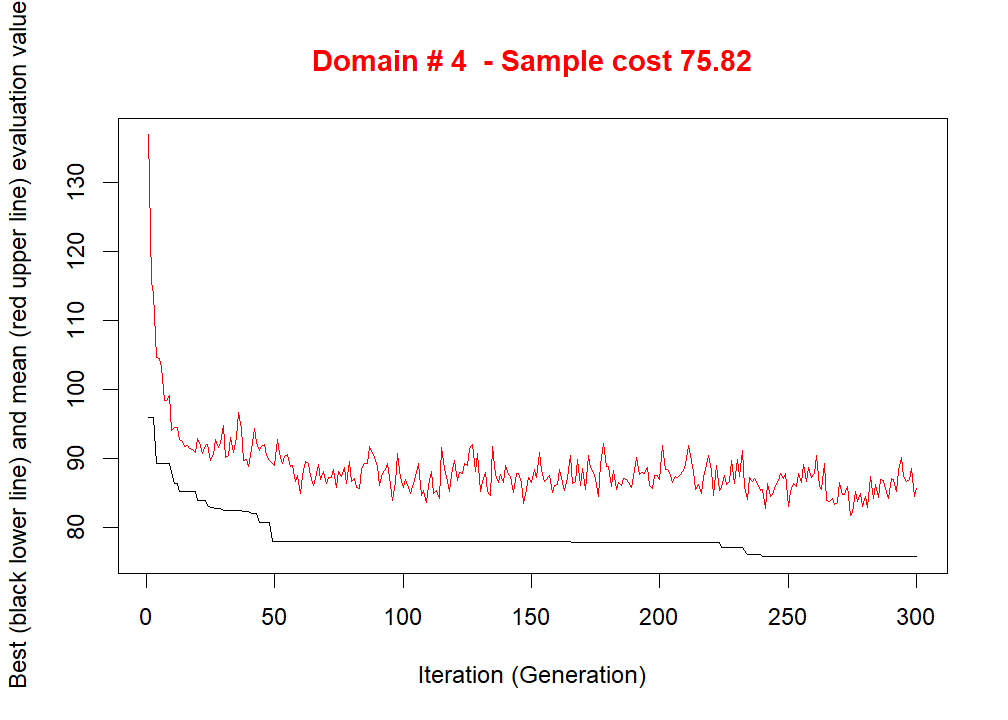 Domain # 4  - Sample cost 75.82
Best (black lower line) and mean (red upper line) evaluation value
130
120
110
100
90
80
0 50 100 150 200 250 300
Iteration (Generation)